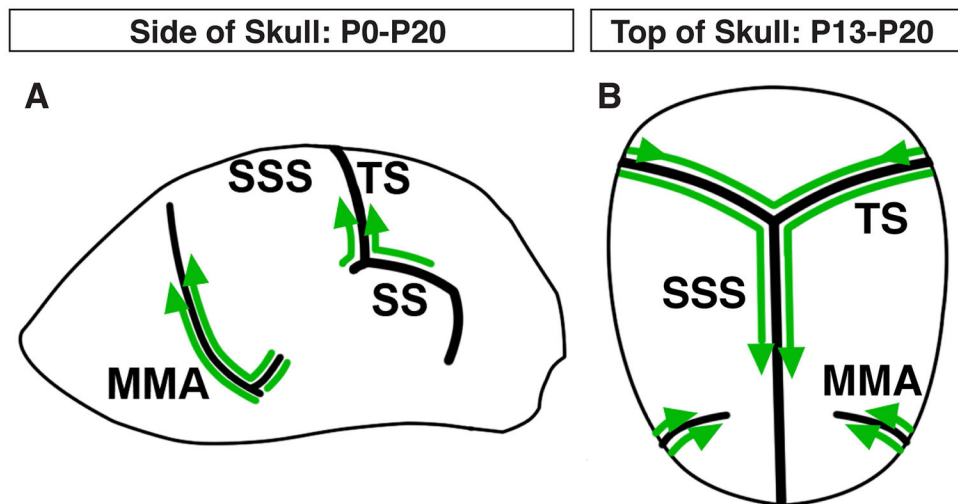 Side of Skull: P0-P20
Top of Skull: P13-P20
A
SSS
TS
SS
MMA
B
TS
SSS
MMA